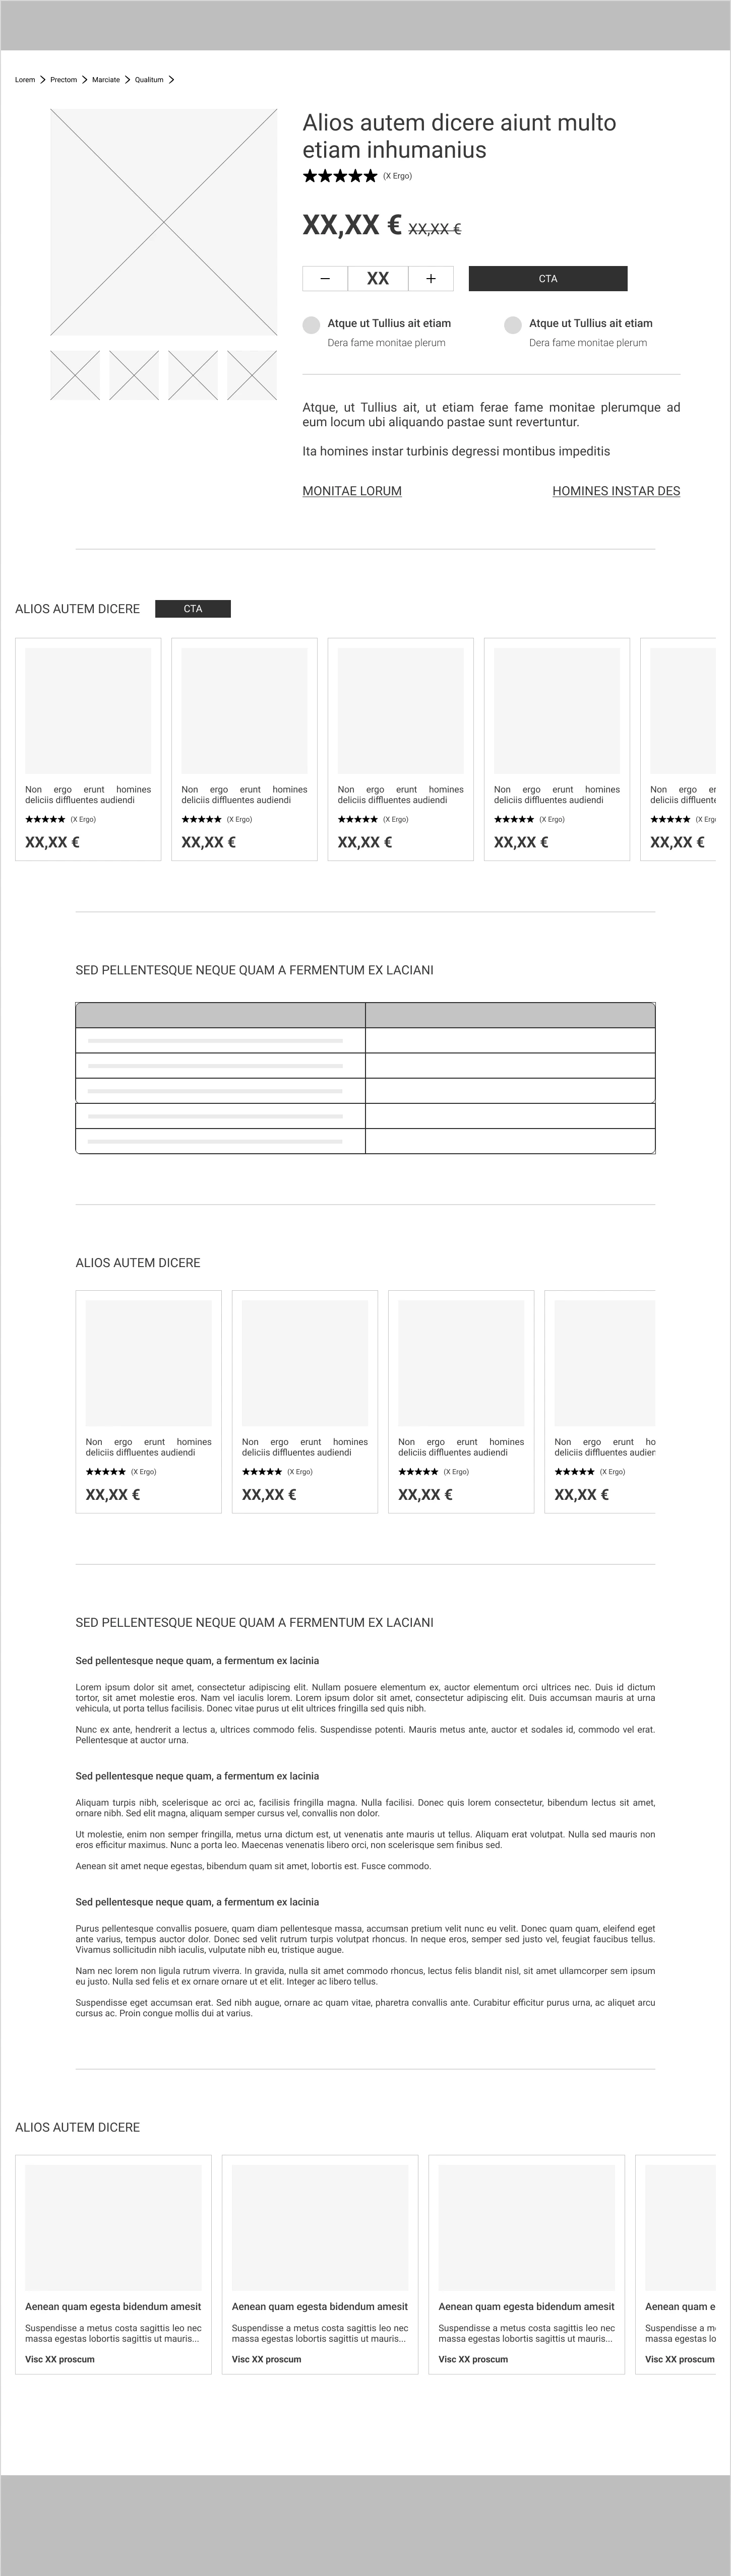 Lorem Prectom Marciate Qualitum
Alios autem dicere aiunt multo
etiam inhumanius
(X Ergo)
XX,XX € XX,XX €
− XX + CTA
Atque ut Tullius ait etiam
Dera fame monitae plerum
Atque ut Tullius ait etiam
Dera fame monitae plerum
Atque, ut Tullius ait, ut etiam ferae fame monitae plerumque ad
eum locum ubi aliquando pastae sunt revertuntur.
Ita homines instar turbinis degressi montibus impeditis
MONITAE LORUM HOMINES INSTAR DES
ALIOS AUTEM DICERE CTA
Non ergo erunt homines
deliciis diffluentes audiendi
(X Ergo)
XX,XX €
Non ergo erunt homines
deliciis diffluentes audiendi
(X Ergo)
XX,XX €
Non ergo erunt homines
deliciis diffluentes audiendi
(X Ergo)
XX,XX €
Non ergo erunt homines
deliciis diffluentes audiendi
(X Ergo)
XX,XX €
Non ergo er
deliciis diffluente
(X Erg
XX,XX €
SED PELLENTESQUE NEQUE QUAM A FERMENTUM EX LACIANI
ALIOS AUTEM DICERE
Non ergo erunt homines
deliciis diffluentes audiendi
(X Ergo)
XX,XX €
Non ergo erunt homines
deliciis diffluentes audiendi
(X Ergo)
XX,XX €
Non ergo erunt homines
deliciis diffluentes audiendi
(X Ergo)
XX,XX €
Non ergo erunt ho
deliciis diffluentes audien
(X Ergo)
XX,XX €
SED PELLENTESQUE NEQUE QUAM A FERMENTUM EX LACIANI
Sed pellentesque neque quam, a fermentum ex lacinia
Lorem ipsum dolor sit amet, consectetur adipiscing elit. Nullam posuere elementum ex, auctor elementum orci ultrices nec. Duis id dictum
tortor, sit amet molestie eros. Nam vel iaculis lorem. Lorem ipsum dolor sit amet, consectetur adipiscing elit. Duis accumsan mauris at urna
vehicula, ut porta tellus facilisis. Donec vitae purus ut elit ultrices fringilla sed quis nibh.
Nunc ex ante, hendrerit a lectus a, ultrices commodo felis. Suspendisse potenti. Mauris metus ante, auctor et sodales id, commodo vel erat.
Pellentesque at auctor urna.
Sed pellentesque neque quam, a fermentum ex lacinia
Aliquam turpis nibh, scelerisque ac orci ac, facilisis fringilla magna. Nulla facilisi. Donec quis lorem consectetur, bibendum lectus sit amet,
ornare nibh. Sed elit magna, aliquam semper cursus vel, convallis non dolor.
Ut molestie, enim non semper fringilla, metus urna dictum est, ut venenatis ante mauris ut tellus. Aliquam erat volutpat. Nulla sed mauris non
eros efficitur maximus. Nunc a porta leo. Maecenas venenatis libero orci, non scelerisque sem finibus sed.
Aenean sit amet neque egestas, bibendum quam sit amet, lobortis est. Fusce commodo.
Sed pellentesque neque quam, a fermentum ex lacinia
Purus pellentesque convallis posuere, quam diam pellentesque massa, accumsan pretium velit nunc eu velit. Donec quam quam, eleifend eget
ante varius, tempus auctor dolor. Donec sed velit rutrum turpis volutpat rhoncus. In neque eros, semper sed justo vel, feugiat faucibus tellus.
Vivamus sollicitudin nibh iaculis, vulputate nibh eu, tristique augue.
Nam nec lorem non ligula rutrum viverra. In gravida, nulla sit amet commodo rhoncus, lectus felis blandit nisl, sit amet ullamcorper sem ipsum
eu justo. Nulla sed felis et ex ornare ornare ut et elit. Integer ac libero tellus.
Suspendisse eget accumsan erat. Sed nibh augue, ornare ac quam vitae, pharetra convallis ante. Curabitur efficitur purus urna, ac aliquet arcu
cursus ac. Proin congue mollis dui at varius.
ALIOS AUTEM DICERE
Aenean quam egesta bidendum amesit
Suspendisse a metus costa sagittis leo nec
massa egestas lobortis sagittis ut mauris...
Visc XX proscum
Aenean quam egesta bidendum amesit
Suspendisse a metus costa sagittis leo nec
massa egestas lobortis sagittis ut mauris...
Visc XX proscum
Aenean quam egesta bidendum amesit
Suspendisse a metus costa sagittis leo nec
massa egestas lobortis sagittis ut mauris...
Visc XX proscum
Aenean quam e
Suspendisse a m
massa egestas lo
Visc XX proscum